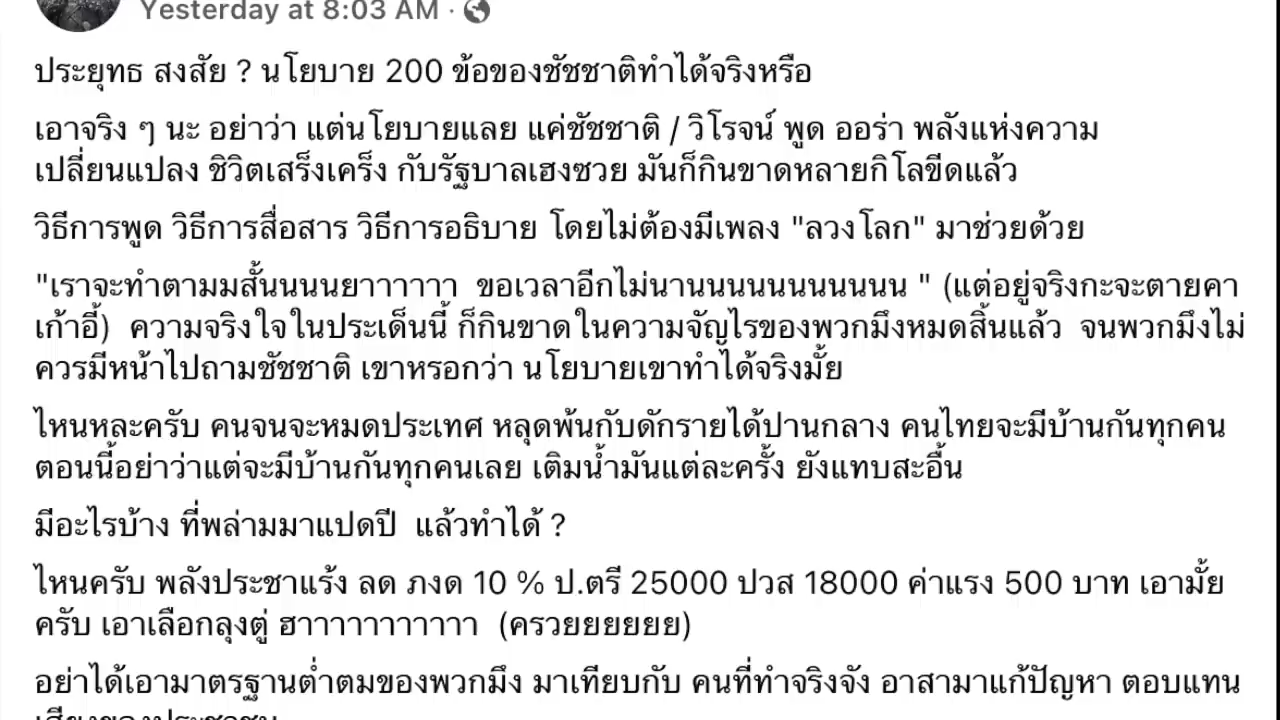 Yesterday at 8:03 AM ·
ประยุทธ สงสัย ? นโยบาย 200 ข้อของชัชชาติทำได้จริงหรือ
เอาจริง ๆ นะ อย่าว่า แต่นโยบายแลย แค่ชัชชาติ / วิโรจน์ พูด ออร่า พลังแห่งความ
เปลี่ยนแปลง ชิวิตเสร็งเคร็ง กับรัฐบาลเฮงซวย มันก็กินขาดหลายกิโลขีดแล้ว
วิธีการพูด วิธีการสื่อสาร วิธีการอธิบาย โดยไม่ต้องมีเพลง "ลวงโลก" มาช่วยด้วย
"เราจะทำตามมสั้นนนนยาาาาาา ขอเวลาอีกไม่นานนนนนนนนนนน " (แต่อยู่จริงกะจะตายคา
เก้าอี้) ความจริงใจในประเด็นนี้ ก็กินขาดในความจัญไรของพวกมึงหมดสิ้นแล้ว จนพวกมึงไม่
ควรมีหน้าไปถามชัชชาติ เขาหรอกว่า นโยบายเขาทำได้จริงมั้ย
ไหนหละครับ คนจนจะหมดประเทศ หลุดพ้นกับดักรายได้ปานกลาง คนไทยจะมีบ้านกันทุกคน
ตอนนี้อย่าว่าแต่จะมีบ้านกันทุกคนเลย เติมน้ำมันแต่ละครั้ง ยังแทบสะอื้น
มีอะไรบ้าง ที่พล่ามมาแปดปี แล้วทำได้ ?
ไหนครับ พลังประชาแร้ง ลด ภงด 10 % ป.ตรี 25000 ปวส 18000 ค่าแรง 500 บาท เอามั้ย
ครับ เอาเลือกลุงตู่ ฮาาาาาาาาาาา (ครวยยยยยย)
อย่าได้เอามาตรฐานต่ำตมของพวกมึง มาเทียบกับ คนที่ทำจริงจัง อาสามาแก้ปัญหา ตอบแทน
เสียงของประชาชน